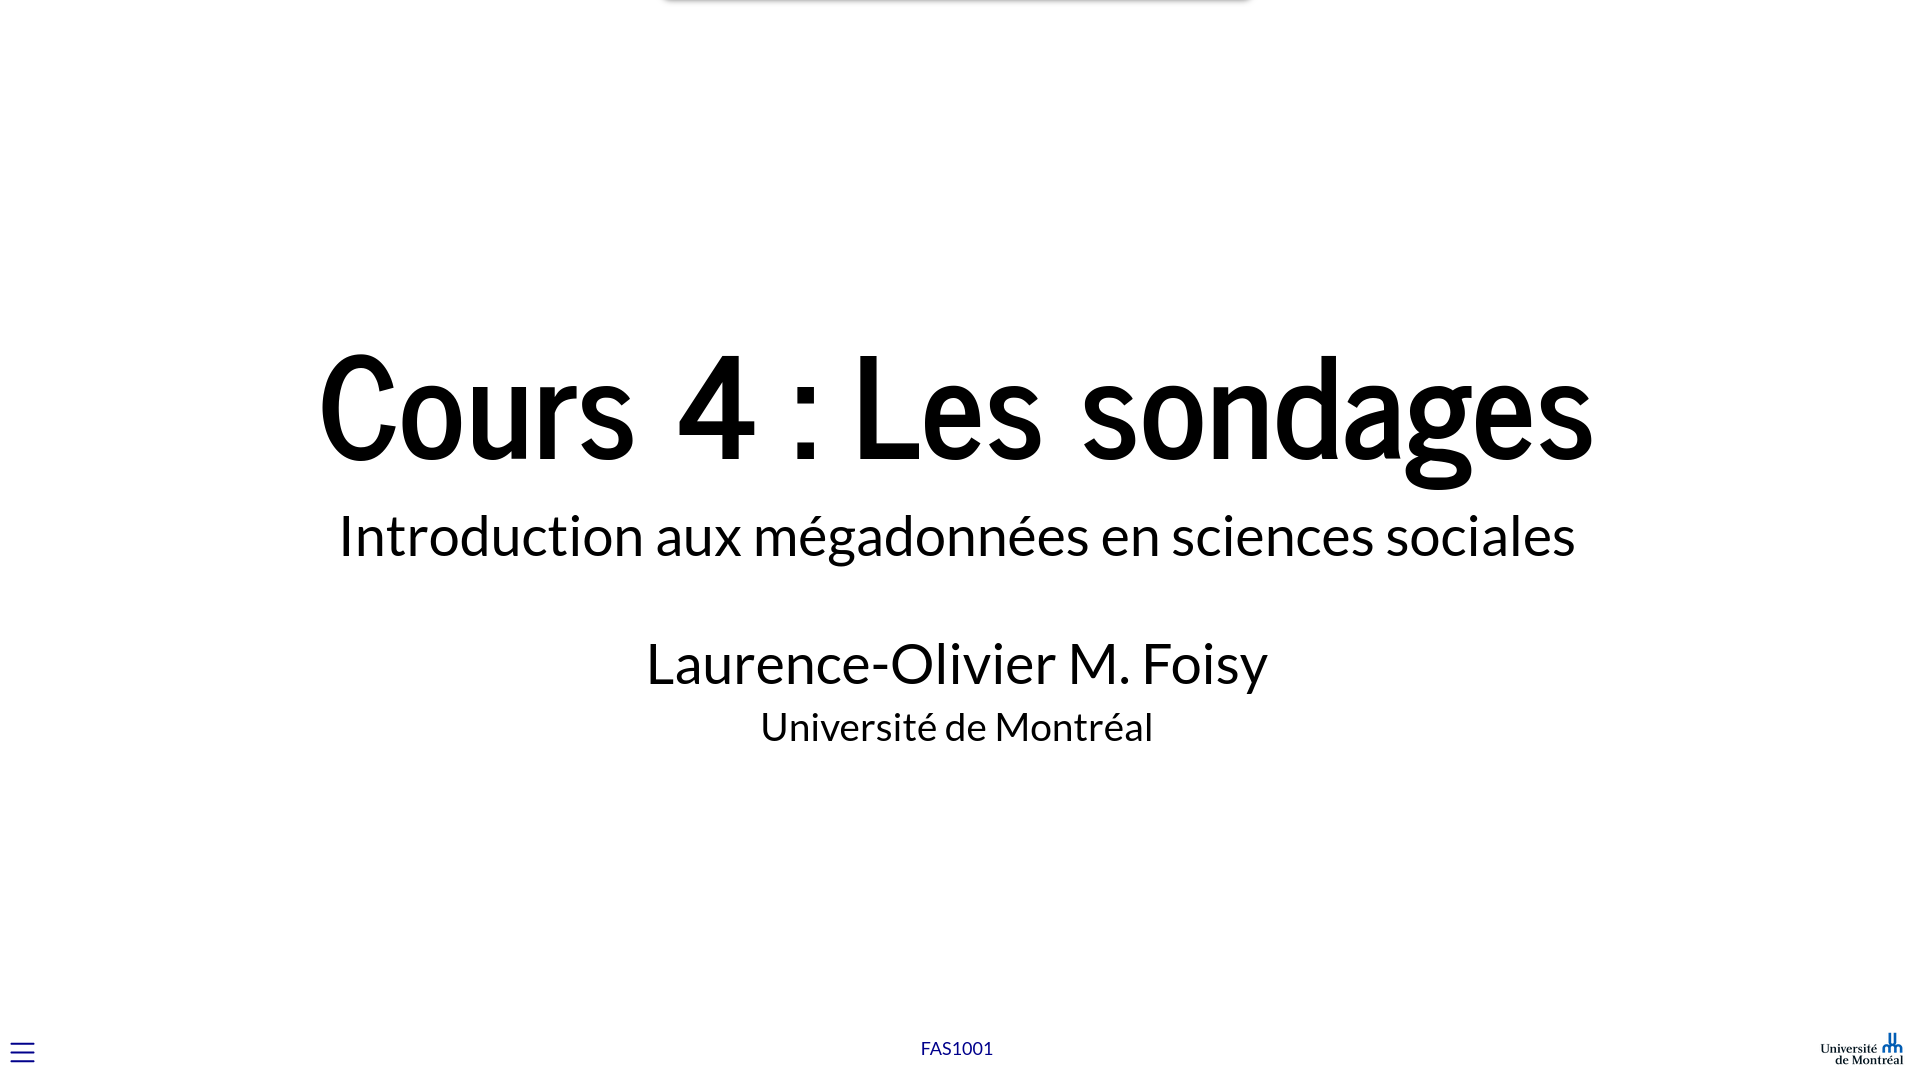 Cours 4 : Les sondages
Introduction aux mégadonnées en sciences sociales
Laurence-Olivier M. Foisy
Université de Montréal
FAS1001
Université
de Montréal